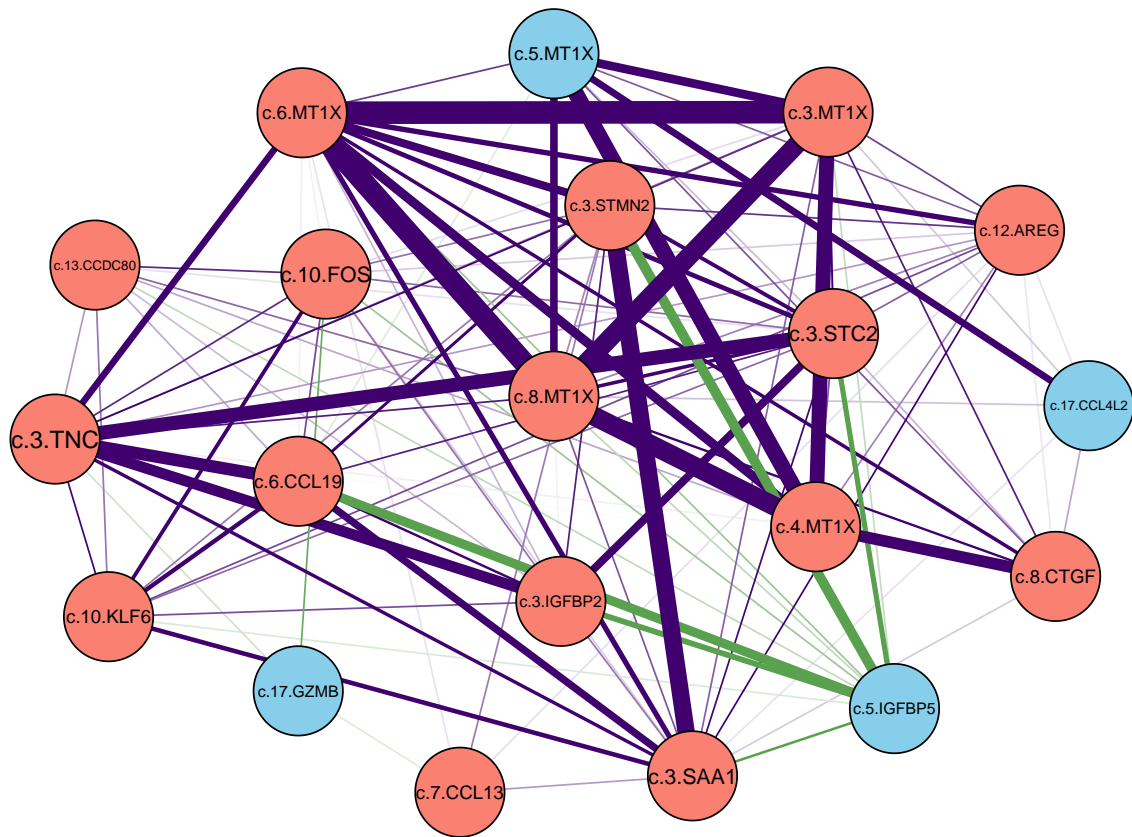 c.5.MT1X
c.6.MT1X
c.3.MT1X
c.3.STMN2
c.12.AREG
c.13.CCDC80
c.10.FOS
c.3.STC2
c.8.MT1X
c.17.CCL4L2
c.3.TNC
c.6.CCL19
c.4.MT1X
c.8.CTGF
c.3.IGFBP2
c.10.KLF6
c.17.GZMB
c.5.IGFBP5
c.3.SAA1
c.7.CCL13